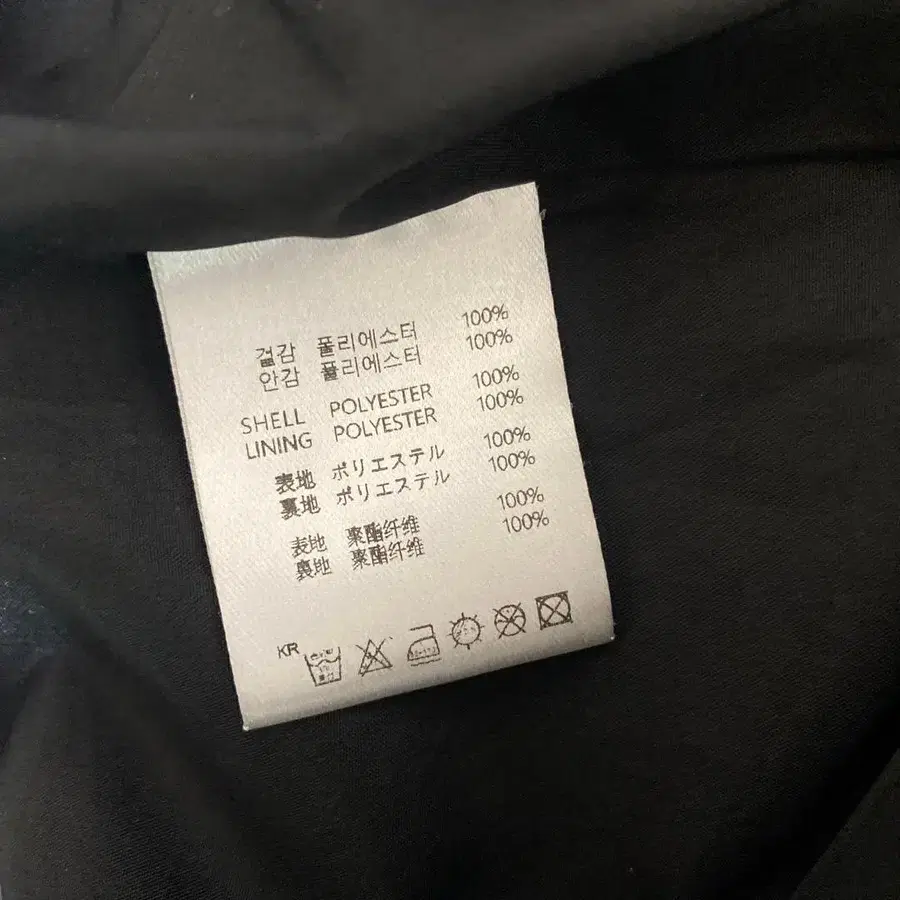 겉감 폴리에스터 100%
안감 폴리에스터 100%
SHELL POLYESTER 100%
LINING POLYESTER 100%
表地 ポリエステル 100%
裏地 ポリエステル 100%
表地 聚酯纤维 100%
裏地 聚酯纤维 100%
KR